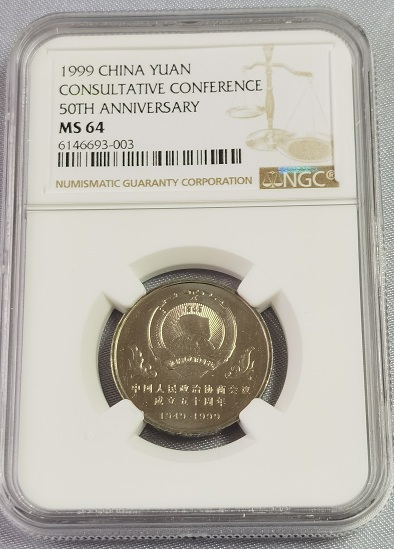 1999 CHINA YUAN
CONSULTATIVE CONFERENCE
50TH ANNIVERSARY
MS 64
6146693-003
NUMISMATIC GUARANTY CORPORATION
NGC®
中国人民政治协商会议
成立五十周年
1949-1999